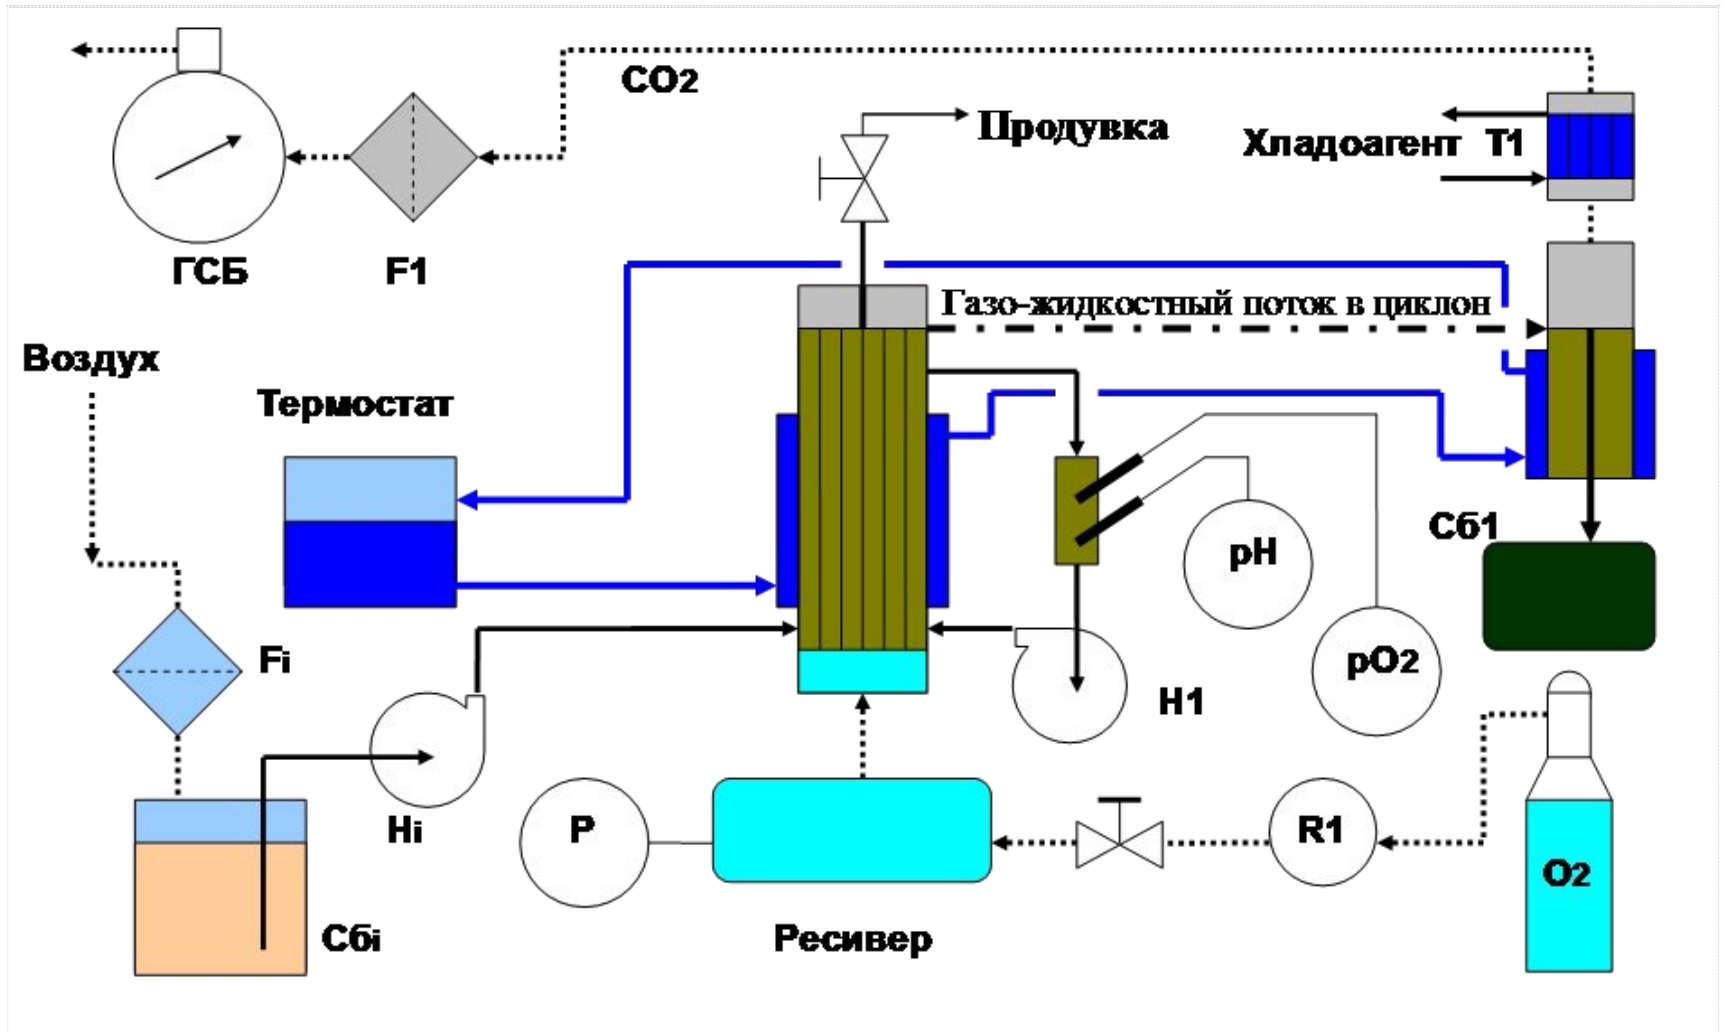 CO2
Продувка
Хладоагент T1
ГСБ
F1
Газо-жидкостный поток в циклон
Воздух
Термостат
Сб1
pH
Fi
pO2
H1
Hi
P
R1
O2
Сбi
Ресивер